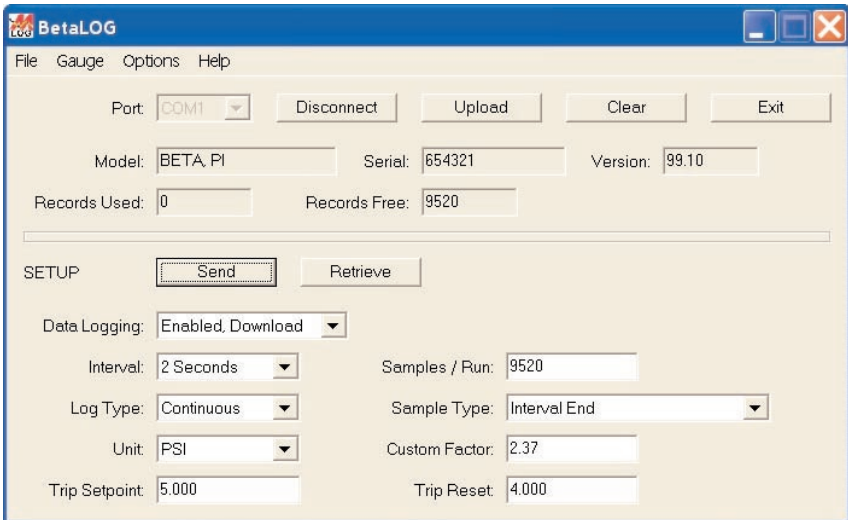 BetaLOG
File Gauge Options Help
Port: COM1 Disconnect Upload Clear Exit
Model: BETA, PI Serial: 654321 Version: 99.10
Records Used: 0 Records Free: 9520
SETUP Send Retrieve
Data Logging: Enabled, Download
Interval: 2 Seconds Samples / Run: 9520
Log Type: Continuous Sample Type: Interval End
Unit: PSI Custom Factor: 2.37
Trip Setpoint: 5.000 Trip Reset: 4.000